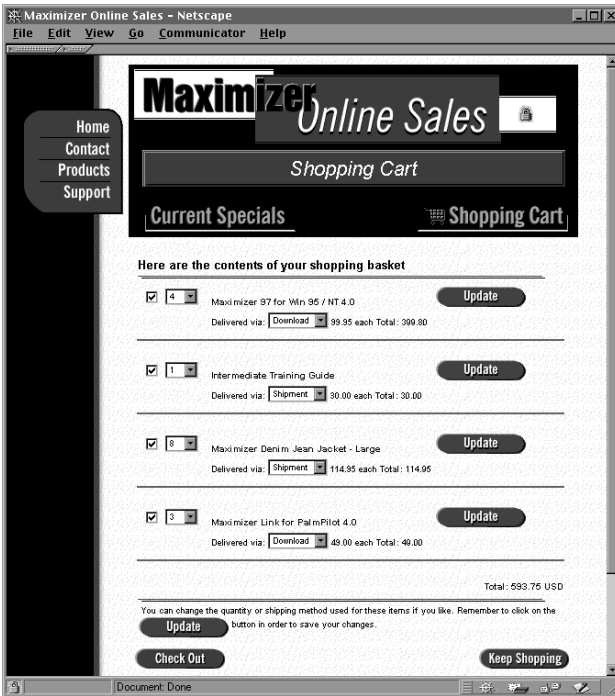 Maximizer Online Sales - Netscape
File Edit View Go Communicator Help
Maximizer
Online Sales
Home
Contact
Products
Support
Shopping Cart
Current Specials Shopping Cart
Here are the contents of your shopping basket
4 Maximizer 97 for Win 95 / NT 4.0 Update
Delivered via: Download 99.95 each Total: 399.80
1 Intermediate Training Guide Update
Delivered via: Shipment 30.00 each Total: 30.00
8 Maximizer Denim Jean Jacket - Large Update
Delivered via: Shipment 114.95 each Total: 114.95
3 Maximizer Link for PalmPilot 4.0 Update
Delivered via: Download 49.00 each Total: 49.00
Total: 593.75 USD
You can change the quantity or shipping method used for these items if you like. Remember to click on the
Update button in order to save your changes.
Check Out Keep Shopping
Document: Done